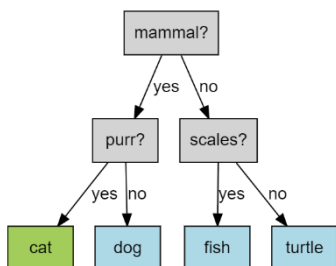 mammal?
yes no
purr? scales?
yes no yes no
cat dog fish turtle